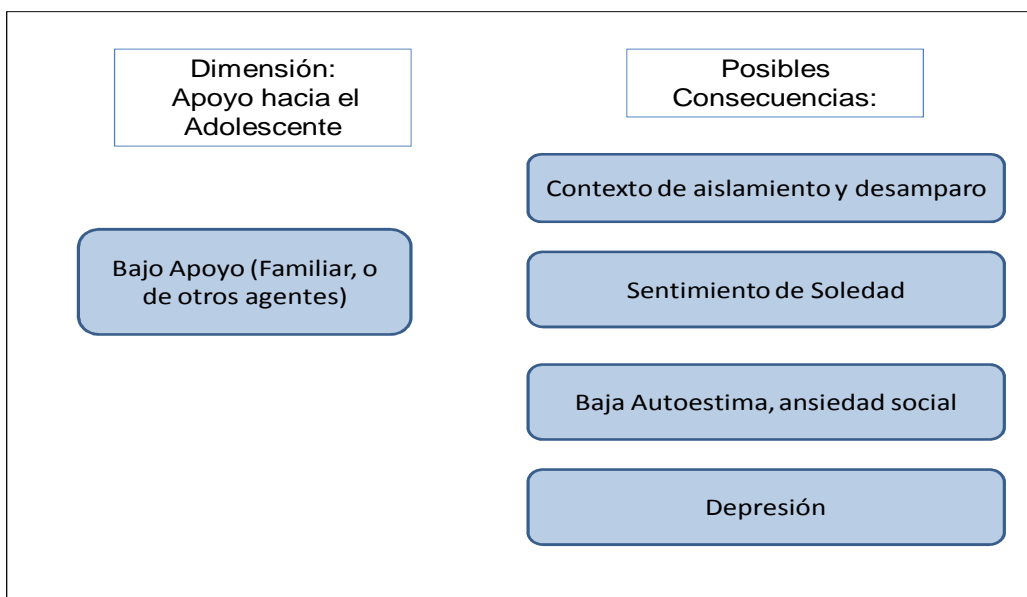 Dimensión:
Apoyo hacia el
Adolescente
Bajo Apoyo (Familiar, o
de otros agentes)
Posibles
Consecuencias:
Contexto de aislamiento y desamparo
Sentimiento de Soledad
Baja Autoestima, ansiedad social
Depresión